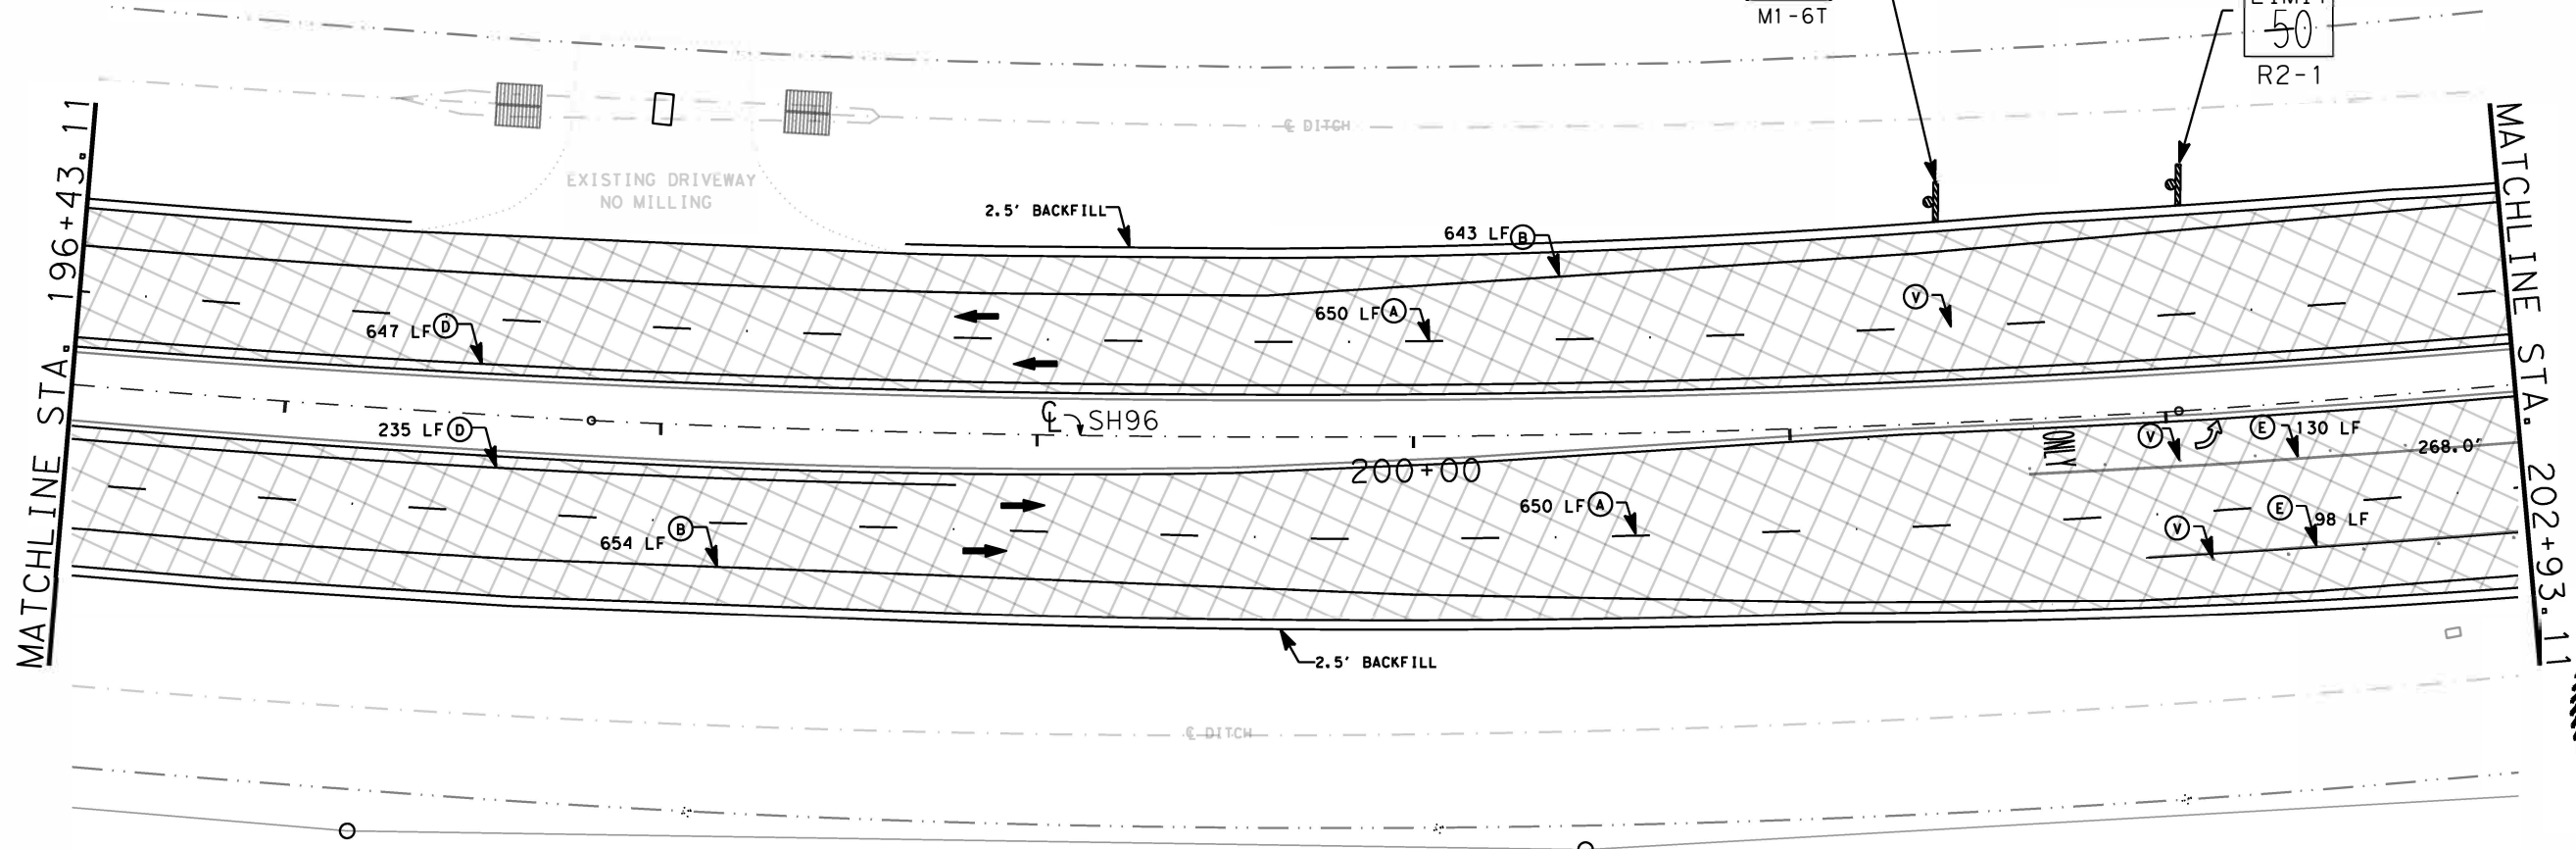 M1-6T
LIMIT
50
R2-1
MATCHLINE STA. 196+43.11
MATCHLINE STA. 202+93.11
℄ DITCH
EXISTING DRIVEWAY
NO MILLING
2.5' BACKFILL
643 LF B
650 LF A
V
647 LF D
℄ SH96
235 LF D
200+00
ONLY
V
E 130 LF
268.0'
650 LF A
E 98 LF
V
654 LF B
2.5' BACKFILL
℄ DITCH